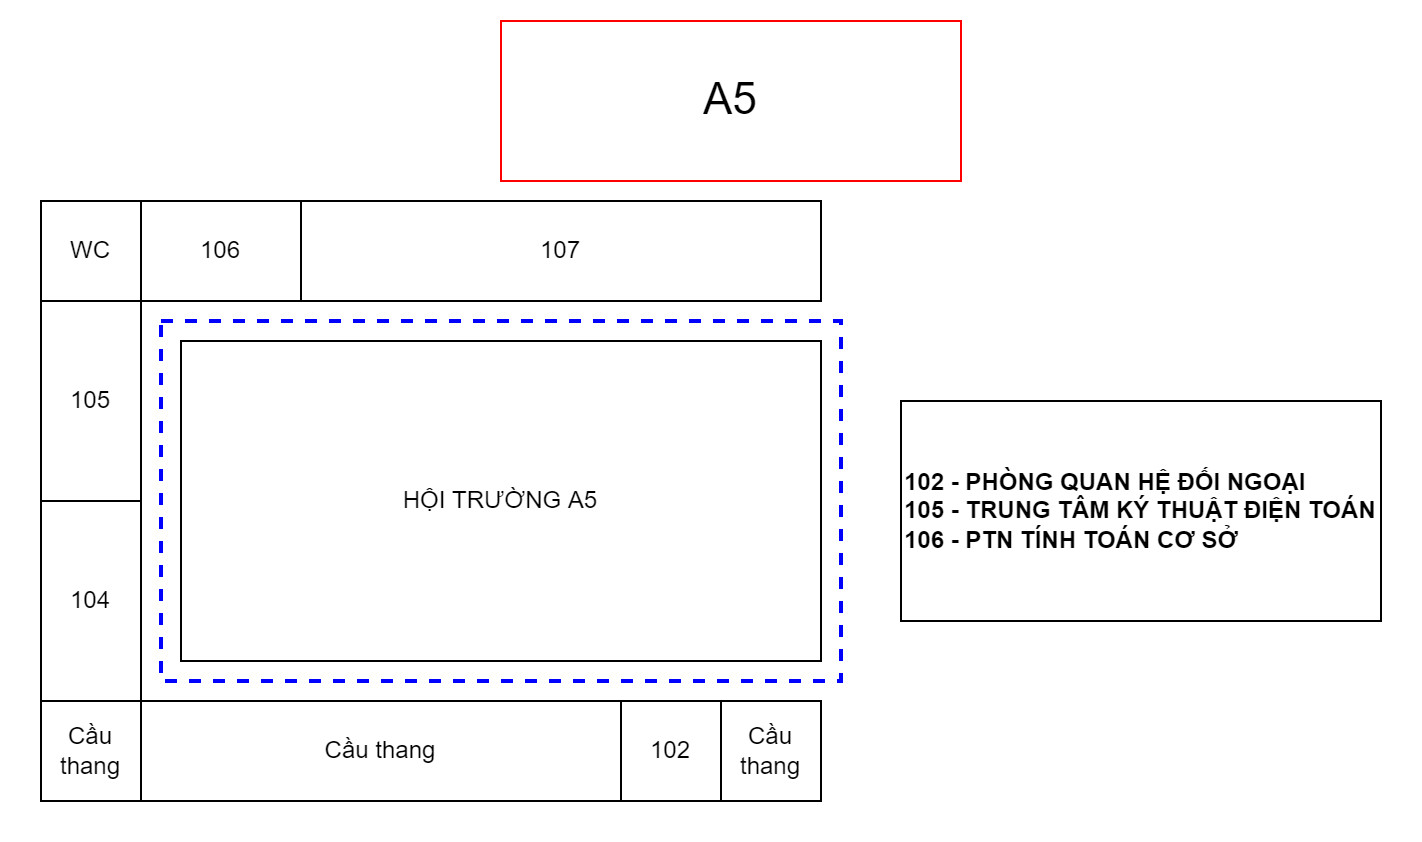 A5
WC
106
107
105
HỘI TRƯỜNG A5
104
102 - PHÒNG QUAN HỆ ĐỐI NGOẠI
105 - TRUNG TÂM KÝ THUẬT ĐIỆN TOÁN
106 - PTN TÍNH TOÁN CƠ SỞ
Cầu
thang
Cầu thang
102
Cầu
thang